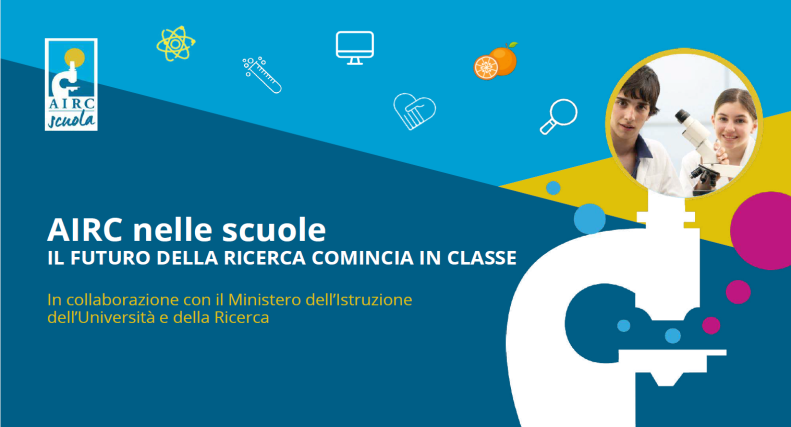 AIRC
scuola
AIRC nelle scuole
IL FUTURO DELLA RICERCA COMINCIA IN CLASSE
In collaborazione con il Ministero dell'Istruzione
dell'Università e della Ricerca